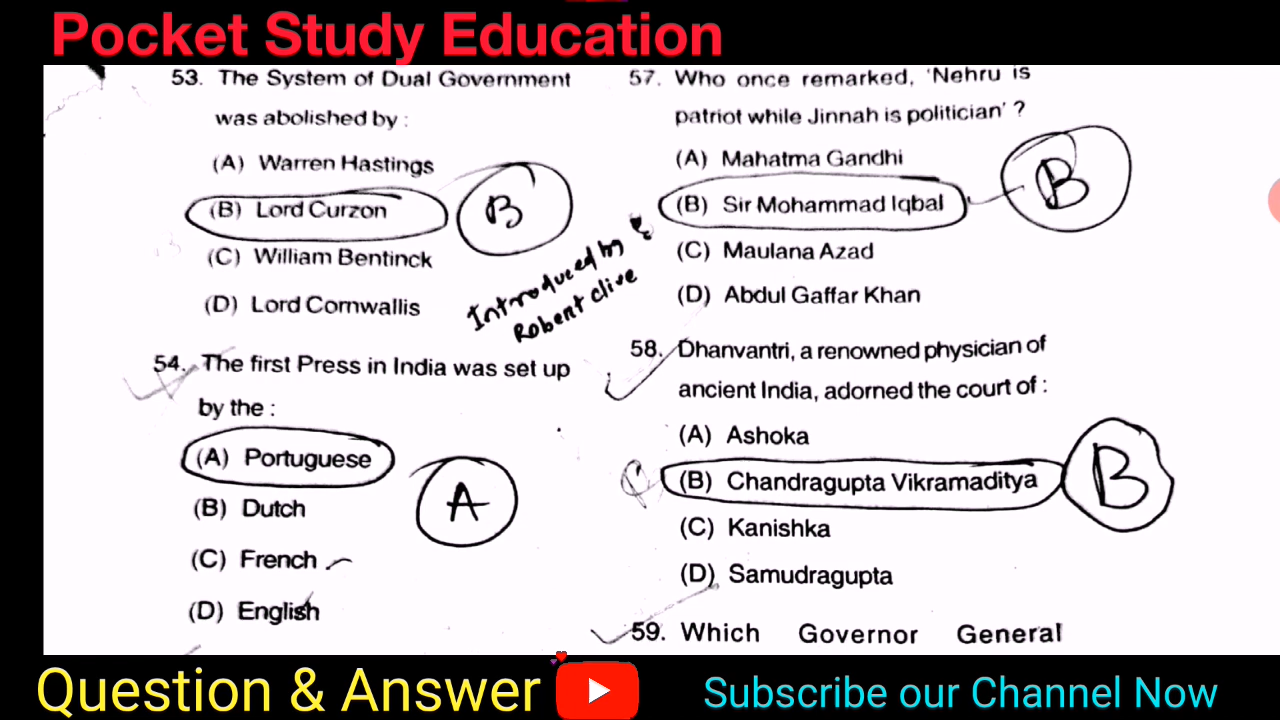 Pocket Study Education
53. The System of Dual Government
was abolished by :
(A) Warren Hastings
(B) Lord Curzon
B
(C) William Bentinck
(D) Lord Cornwallis
Introduced by
Robert clive
54. The first Press in India was set up
by the :
(A) Portuguese
A
(B) Dutch
(C) French
(D) English
57. Who once remarked, 'Nehru is
patriot while Jinnah is politician' ?
(A) Mahatma Gandhi
(B) Sir Mohammad Iqbal
B
(C) Maulana Azad
(D) Abdul Gaffar Khan
58. Dhanvantri, a renowned physician of
ancient India, adorned the court of :
(A) Ashoka
(B) Chandragupta Vikramaditya
B
(C) Kanishka
(D) Samudragupta
59. Which Governor General
Question & Answer
Subscribe our Channel Now